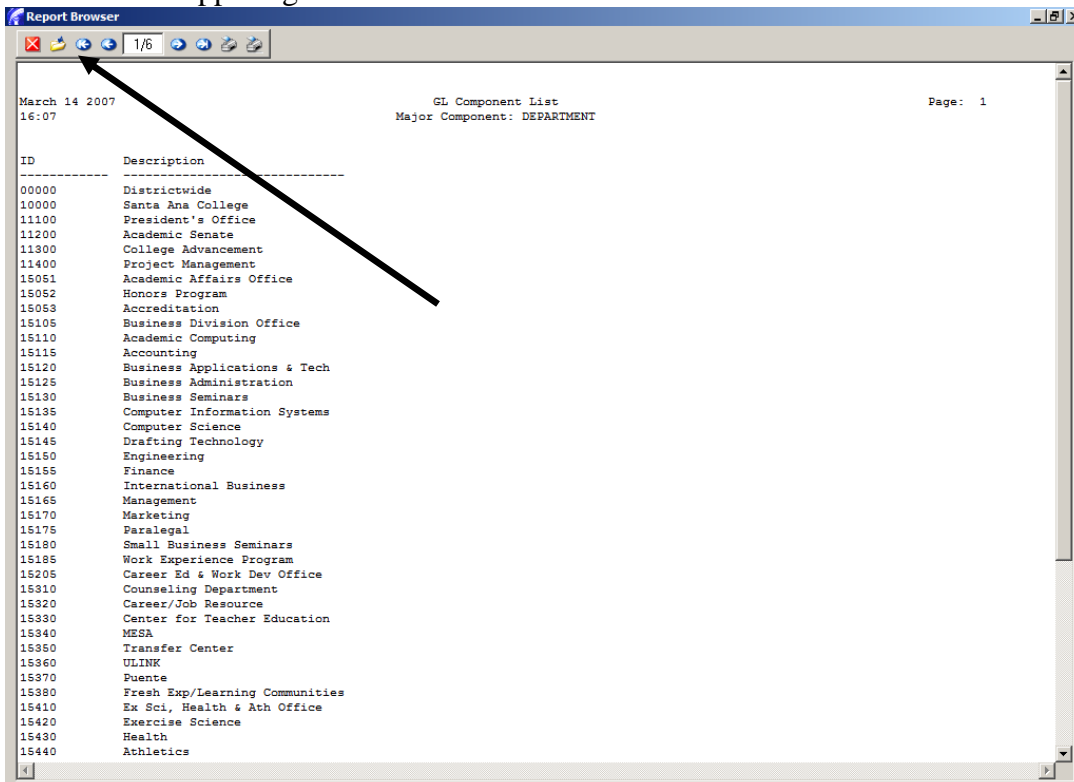 Report Browser
1/6
March 14 2007 GL Component List Page: 1
16:07 Major Component: DEPARTMENT
ID Description
------------ ------------------------------
00000 Districtwide
10000 Santa Ana College
11100 President's Office
11200 Academic Senate
11300 College Advancement
11400 Project Management
15051 Academic Affairs Office
15052 Honors Program
15053 Accreditation
15105 Business Division Office
15110 Academic Computing
15115 Accounting
15120 Business Applications & Tech
15125 Business Administration
15130 Business Seminars
15135 Computer Information Systems
15140 Computer Science
15145 Drafting Technology
15150 Engineering
15155 Finance
15160 International Business
15165 Management
15170 Marketing
15175 Paralegal
15180 Small Business Seminars
15185 Work Experience Program
15205 Career Ed & Work Dev Office
15310 Counseling Department
15320 Career/Job Resource
15330 Center for Teacher Education
15340 MESA
15350 Transfer Center
15360 ULINK
15370 Puente
15380 Fresh Exp/Learning Communities
15410 Ex Sci, Health & Ath Office
15420 Exercise Science
15430 Health
15440 Athletics